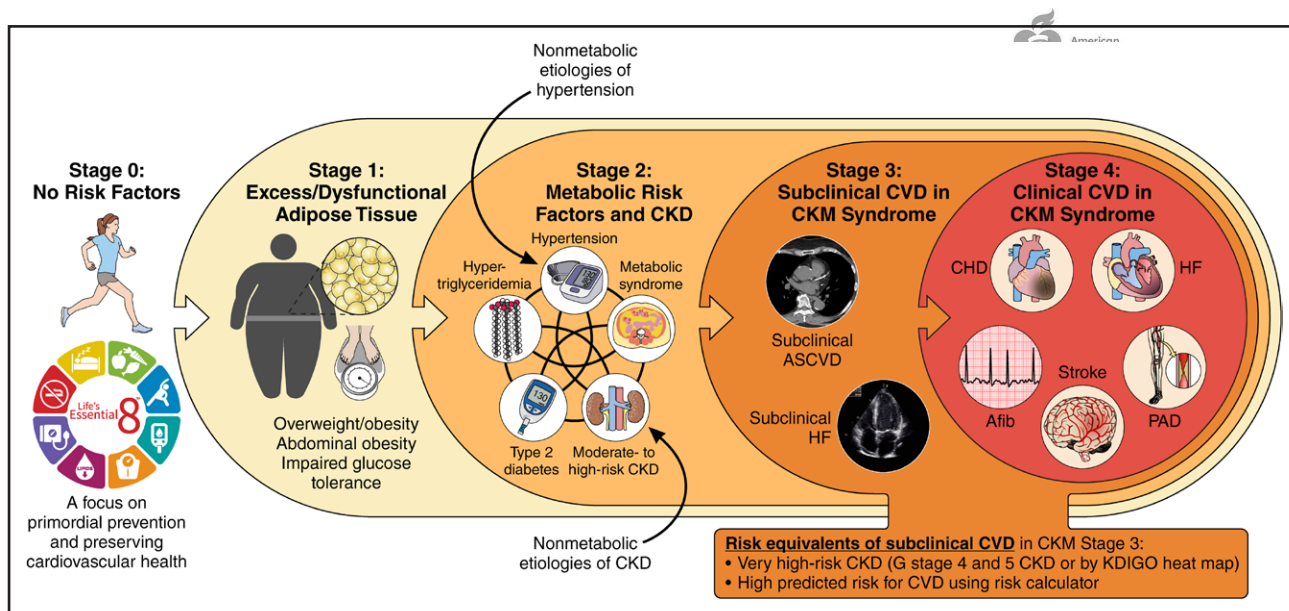 American
Nonmetabolic
etiologies of
hypertension
Stage 0:
No Risk Factors
Life's
Essential
8™
LIPIDS
A focus on
primordial prevention
and preserving
cardiovascular health
Stage 1:
Excess/Dysfunctional
Adipose Tissue
Overweight/obesity
Abdominal obesity
Impaired glucose
tolerance
Stage 2:
Metabolic Risk
Factors and CKD
Hypertension
Hyper-
triglyceridemia
Metabolic
syndrome
130
Type 2
diabetes
Moderate- to
high-risk CKD
Nonmetabolic
etiologies of CKD
Stage 3:
Subclinical CVD in
CKM Syndrome
Subclinical
ASCVD
Subclinical
HF
Stage 4:
Clinical CVD in
CKM Syndrome
CHD
HF
Afib
Stroke
PAD
Risk equivalents of subclinical CVD in CKM Stage 3:
• Very high-risk CKD (G stage 4 and 5 CKD or by KDIGO heat map)
• High predicted risk for CVD using risk calculator